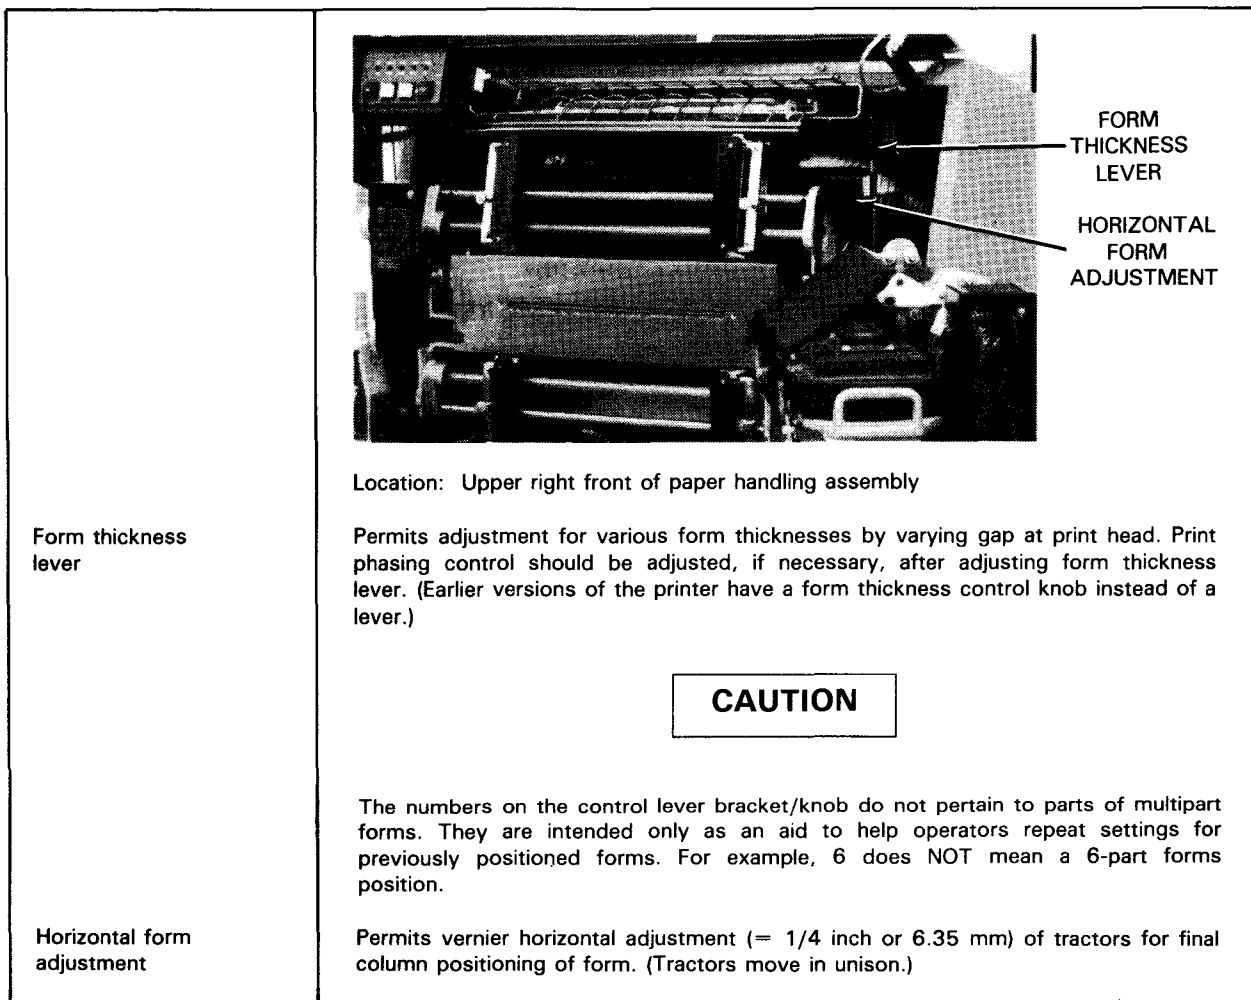 FORM
THICKNESS
LEVER
HORIZONTAL
FORM
ADJUSTMENT
Location: Upper right front of paper handling assembly
Form thickness
lever
Permits adjustment for various form thicknesses by varying gap at print head. Print
phasing control should be adjusted, if necessary, after adjusting form thickness
lever. (Earlier versions of the printer have a form thickness control knob instead of a
lever.)
CAUTION
The numbers on the control lever bracket/knob do not pertain to parts of multipart
forms. They are intended only as an aid to help operators repeat settings for
previously positioned forms. For example, 6 does NOT mean a 6-part forms
position.
Horizontal form
adjustment
Permits vernier horizontal adjustment (= 1/4 inch or 6.35 mm) of tractors for final
column positioning of form. (Tractors move in unison.)